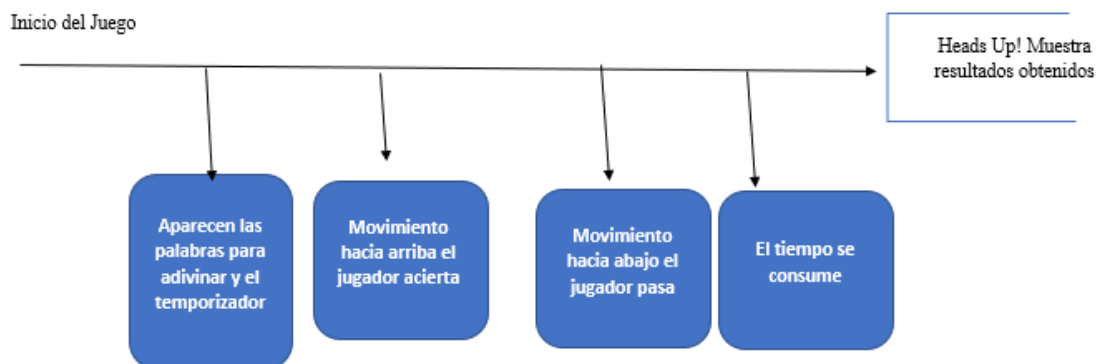 Inicio del Juego
Heads Up! Muestra
resultados obtenidos
Aparecen las
palabras para
adivinar y el
temporizador
Movimiento
hacia arriba el
jugador acierta
Movimiento
hacia abajo el
jugador pasa
El tiempo se
consume